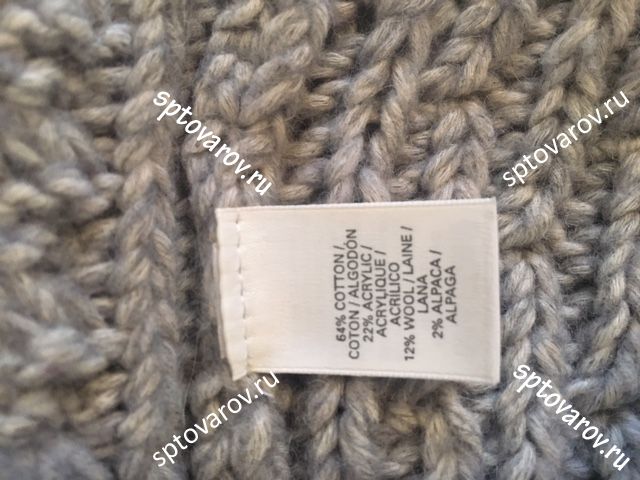 64% COTTON /
COTON / ALGODÓN
22% ACRYLIC /
ACRYLIQUE /
ACRÍLICO
12% WOOL / LAINE /
LANA
2% ALPACA /
ALPAGA
sptovarov.ru
sptovarov.ru
sptovarov.ru
sptovarov.ru